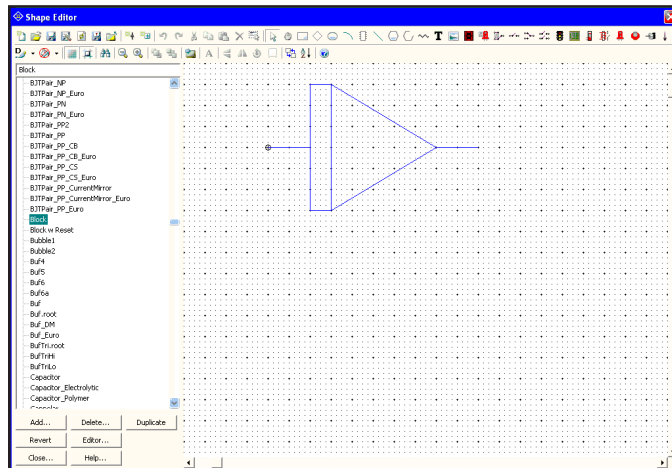 Shape Editor
T
A
Block
BJTPair_NP
BJTPair_NP_Euro
BJTPair_PN
BJTPair_PN_Euro
BJTPair_PP2
BJTPair_PP
BJTPair_PP_CB
BJTPair_PP_CB_Euro
BJTPair_PP_CS
BJTPair_PP_CS_Euro
BJTPair_PP_CurrentMirror
BJTPair_PP_CurrentMirror_Euro
BJTPair_PP_Euro
Block
Block w Reset
Bubble1
Bubble2
Buf4
Buf5
Buf6
Buf6a
Buf
Buf.root
Buf_DM
Buf_Euro
BufTri.root
BufTriHi
BufTriLo
Capacitor
Capacitor_Electrolytic
Capacitor_Polymer
Add... Delete... Duplicate
Revert Editor...
Close... Help...